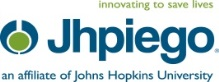 innovating to save lives
Jhpiego
an affiliate of Johns Hopkins University